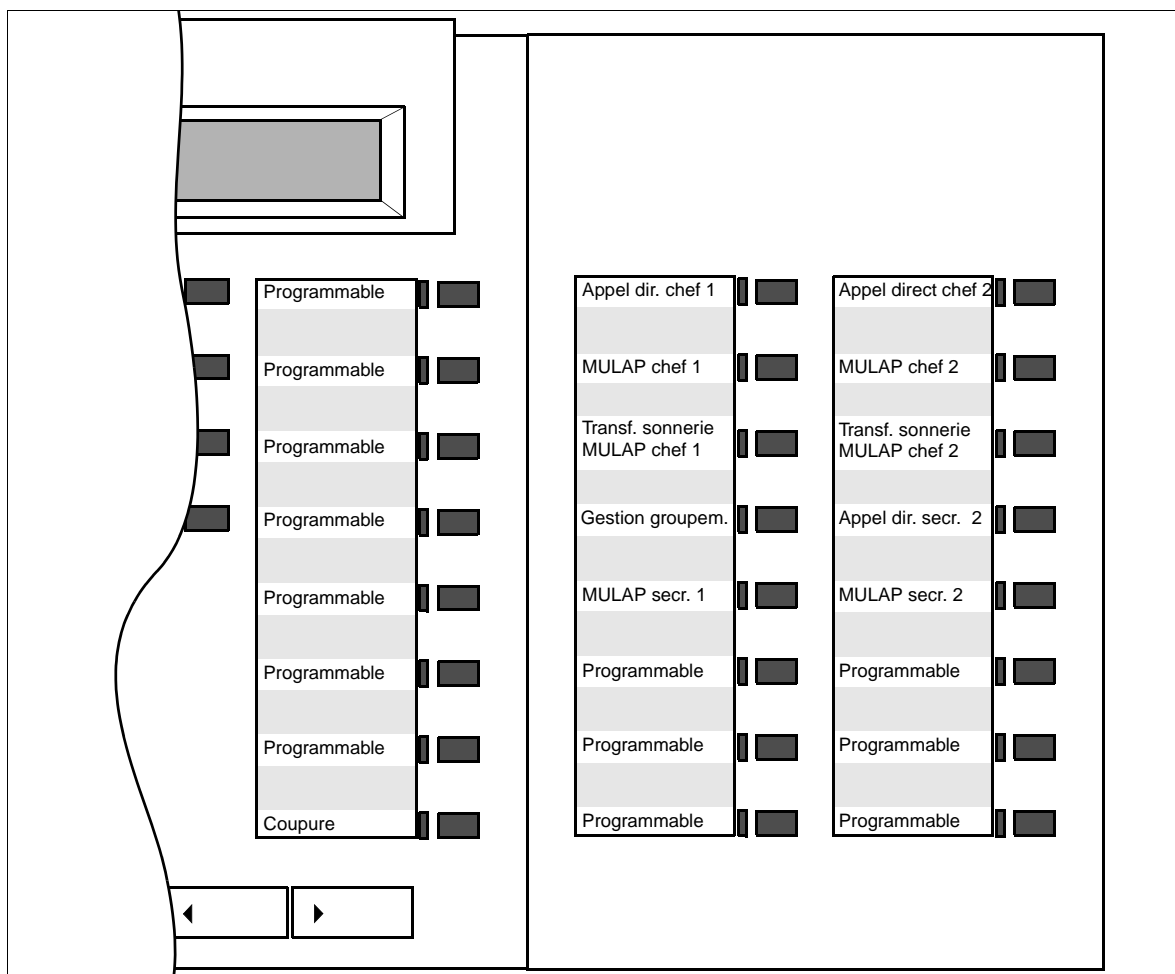 Programmable
Programmable
Programmable
Programmable
Programmable
Programmable
Programmable
Coupure
Appel dir. chef 1
MULAP chef 1
Transf. sonnerie
MULAP chef 1
Gestion groupem.
MULAP secr. 1
Programmable
Programmable
Programmable
Appel direct chef 2
MULAP chef 2
Transf. sonnerie
MULAP chef 2
Appel dir. secr. 2
MULAP secr. 2
Programmable
Programmable
Programmable